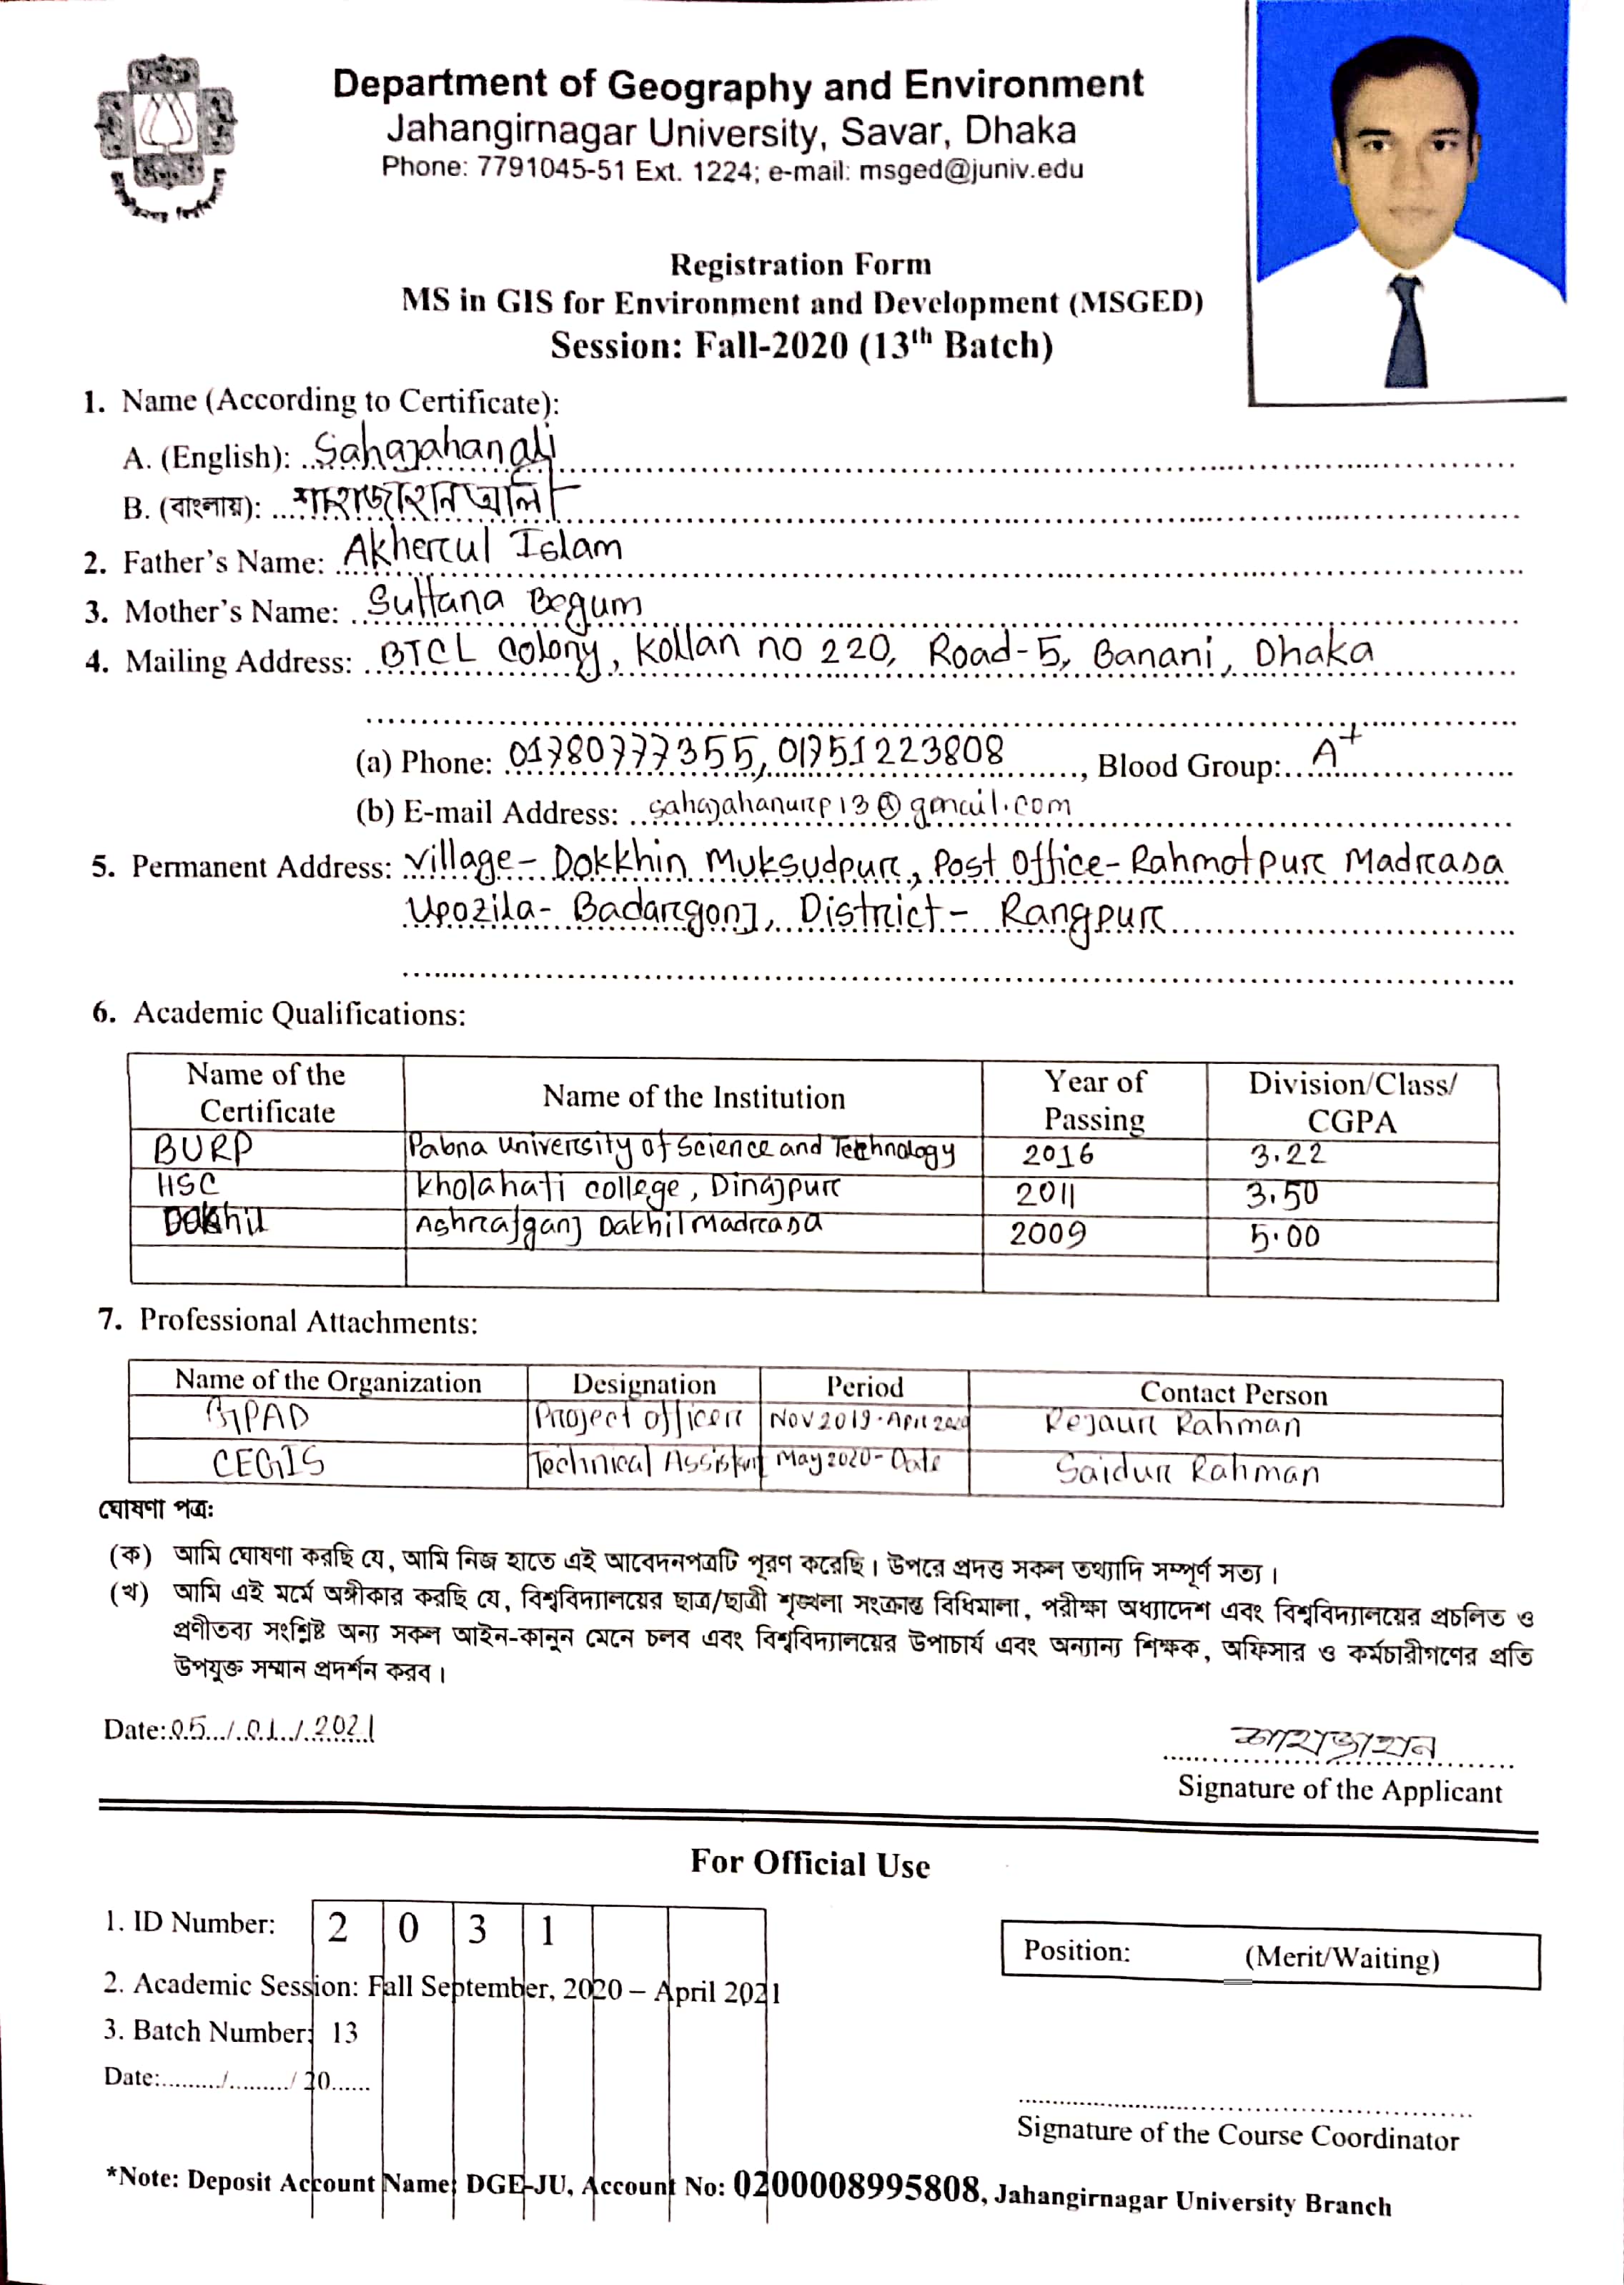 Department of Geography and Environment
Jahangirnagar University, Savar, Dhaka
Phone: 7791045-51 Ext. 1224; e-mail: msged@juniv.edu
Registration Form
MS in GIS for Environment and Development (MSGED)
Session: Fall-2020 (13th Batch)
1. Name (According to Certificate):
A. (English): Sahajahan ali
B. (বাংলায়): শাহজাহান আলি
2. Father's Name: Akherul Islam
3. Mother's Name: Sultana Begum
4. Mailing Address: BTCL Colony, Kollan no 220, Road-5, Banani, Dhaka
(a) Phone: 01780777355, 01751223808, Blood Group: A+
(b) E-mail Address: sahajahanurp13@gmail.com
5. Permanent Address: Village- Dokkhin Muksudpur, Post Office- Rahmotpur Madrasa
Upozila- Badargonj, District- Rangpur
6. Academic Qualifications:
Name of the Certificate Name of the Institution Year of Passing Division/Class/ CGPA
BURP Pabna University of Science and Technology 2016 3.22
HSC Kholahati college, Dinajpur 2011 3.50
Dakhil Ashrafganj Dakhil Madrasa 2009 5.00
7. Professional Attachments:
Name of the Organization Designation Period Contact Person
Project Officer Nov 2019-April 2020 Rejaur Rahman
CEGIS Technical Assistant May 2020- Date Saidur Rahman
ঘোষণা পত্র:
(ক) আমি ঘোষণা করছি যে, আমি নিজ হাতে এই আবেদনপত্রটি পূরণ করেছি। উপরে প্রদত্ত সকল তথ্যাদি সম্পূর্ণ সত্য।
(খ) আমি এই মর্মে অঙ্গীকার করছি যে, বিশ্ববিদ্যালয়ের ছাত্র/ছাত্রী শৃঙ্খলা সংক্রান্ত বিধিমালা, পরীক্ষা অধ্যাদেশ এবং বিশ্ববিদ্যালয়ের প্রচলিত ও
প্রণীতব্য সংশ্লিষ্ট অন্য সকল আইন-কানুন মেনে চলব এবং বিশ্ববিদ্যালয়ের উপাচার্য এবং অন্যান্য শিক্ষক, অফিসার ও কর্মচারীগণের প্রতি
উপযুক্ত সম্মান প্রদর্শন করব।
Date: 05/01/2021
শাহজাহান
Signature of the Applicant
For Official Use
1. ID Number: 2 0 3 1
Position: (Merit/Waiting)
2. Academic Session: Fall September, 2020 – April 2021
3. Batch Number: 13
Date:........./........./ 20......
Signature of the Course Coordinator
*Note: Deposit Account Name: DGE-JU, Account No: 0200008995808, Jahangirnagar University Branch